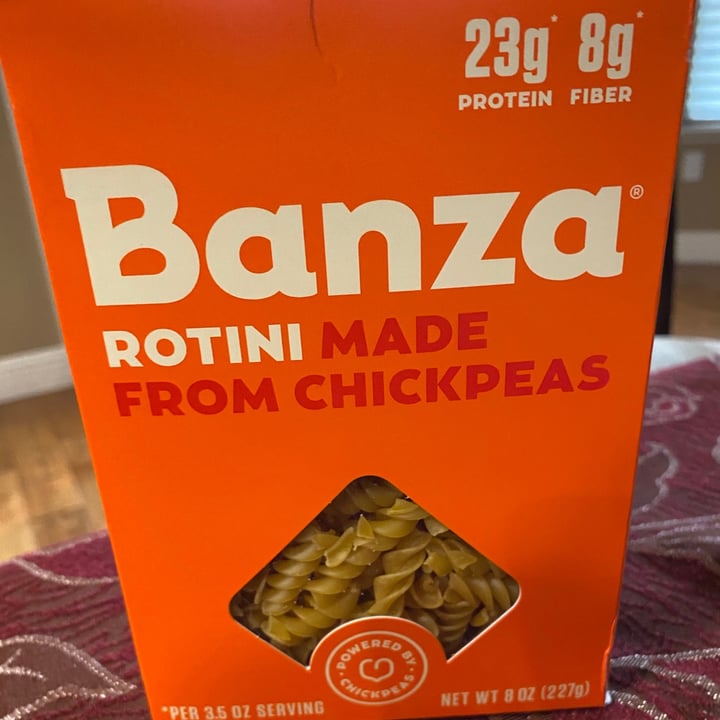 23g* 8g*
PROTEIN FIBER
Banza®
ROTINI MADE
FROM CHICKPEAS
POWERED BY
CHICKPEAS
*PER 3.5 OZ SERVING
NET WT 8 OZ (227g)